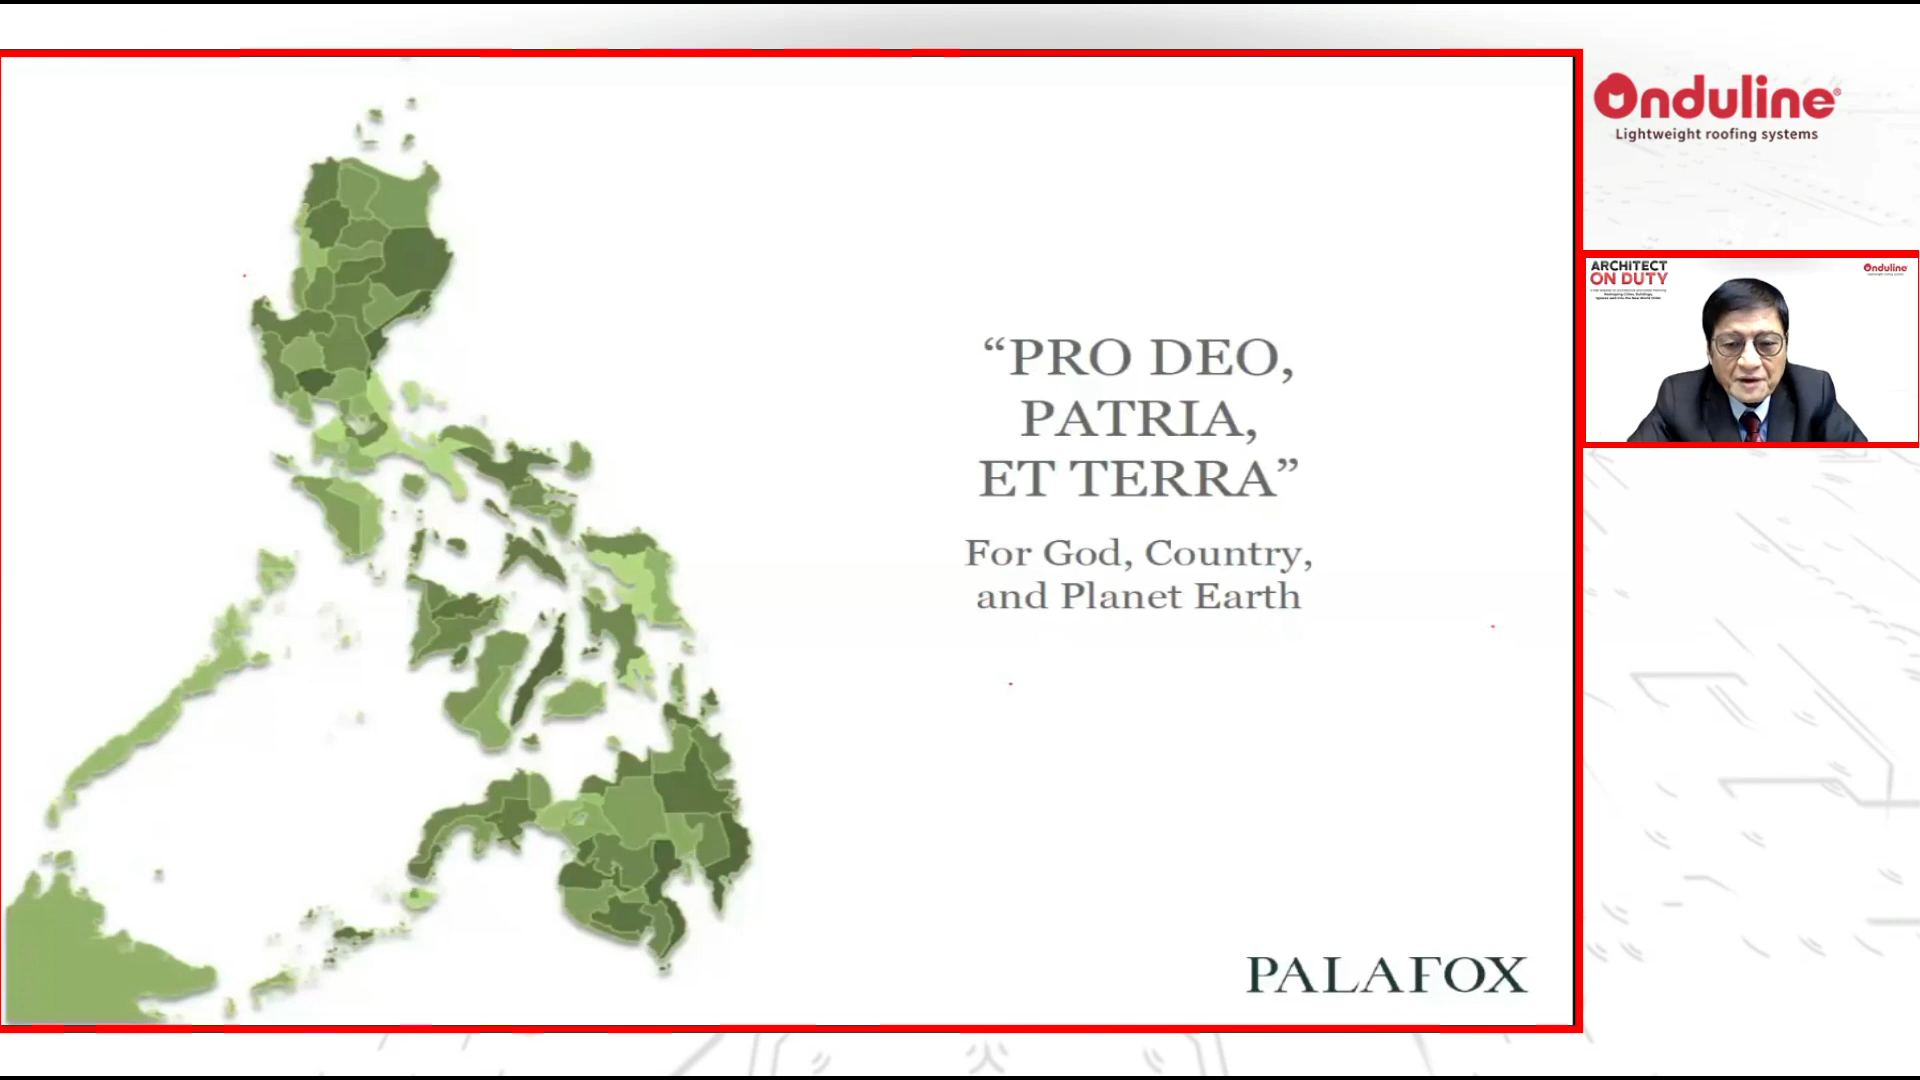 “PRO DEO,
PATRIA,
ET TERRA”
For God, Country,
and Planet Earth
PALAFOX
Onduline®
Lightweight roofing systems
ARCHITECT
ON DUTY
Onduline